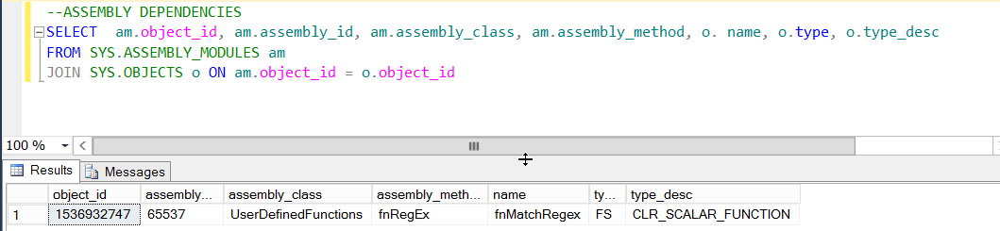 --ASSEMBLY DEPENDENCIES
SELECT am.object_id, am.assembly_id, am.assembly_class, am.assembly_method, o. name, o.type, o.type_desc
FROM SYS.ASSEMBLY_MODULES am
JOIN SYS.OBJECTS o ON am.object_id = o.object_id
100 %
Results Messages
object_id assembly... assembly_class assembly_meth... name ty... type_desc
1 1536932747 65537 UserDefinedFunctions fnRegEx fnMatchRegex FS CLR_SCALAR_FUNCTION